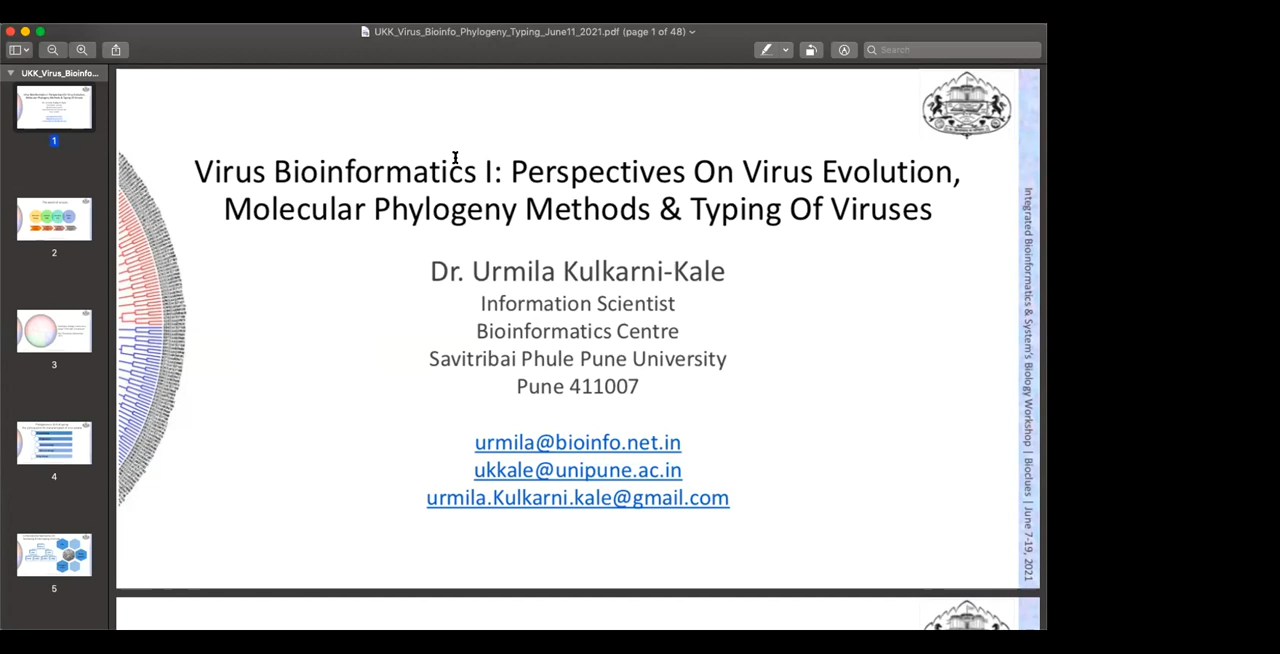 UKK_Virus_Bioinfo_Phylogeny_Typing_June11_2021.pdf (page 1 of 48)
Search
UKK_Virus_Bioinfo...
1
2
3
4
5
Virus Bioinformatics I: Perspectives On Virus Evolution,
Molecular Phylogeny Methods & Typing Of Viruses
Dr. Urmila Kulkarni-Kale
Information Scientist
Bioinformatics Centre
Savitribai Phule Pune University
Pune 411007
urmila@bioinfo.net.in
ukkale@unipune.ac.in
urmila.Kulkarni.kale@gmail.com
Integrated Bioinformatics & System's Biology Workshop | Bioclues | June 7-19, 2021